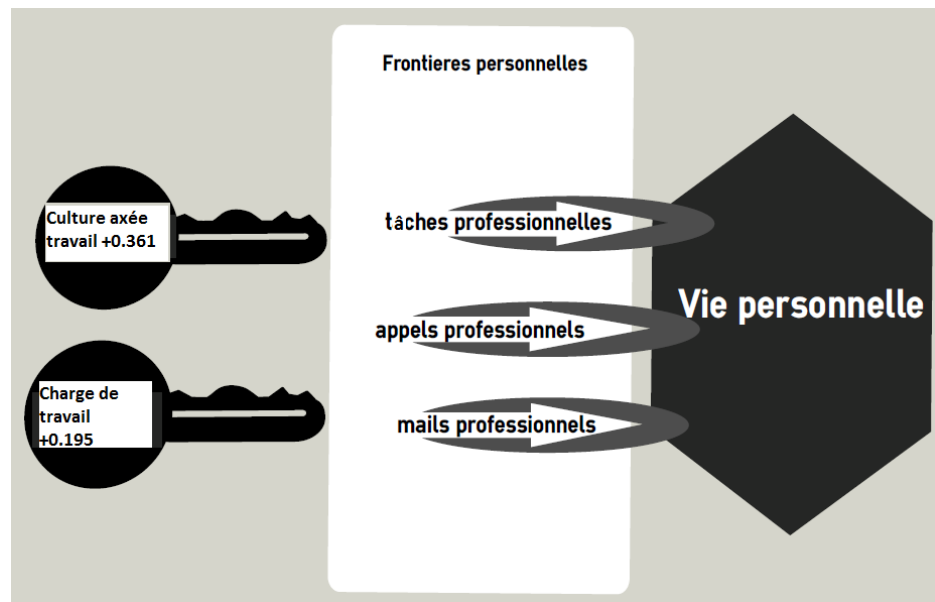 Frontieres personnelles
Culture axée
travail +0.361
tâches professionnelles
appels professionnels
Vie personnelle
Charge de
travail
+0.195
mails professionnels